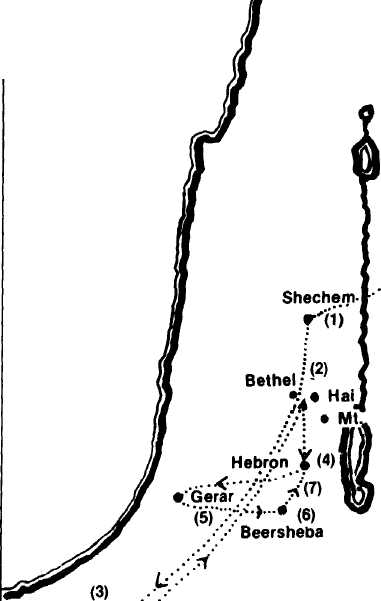 Shechem
(1)
(2)
Bethel
Hai
Mt.
Hebron
(4)
(7)
Gerar
(5)
(6)
Beersheba
(3)